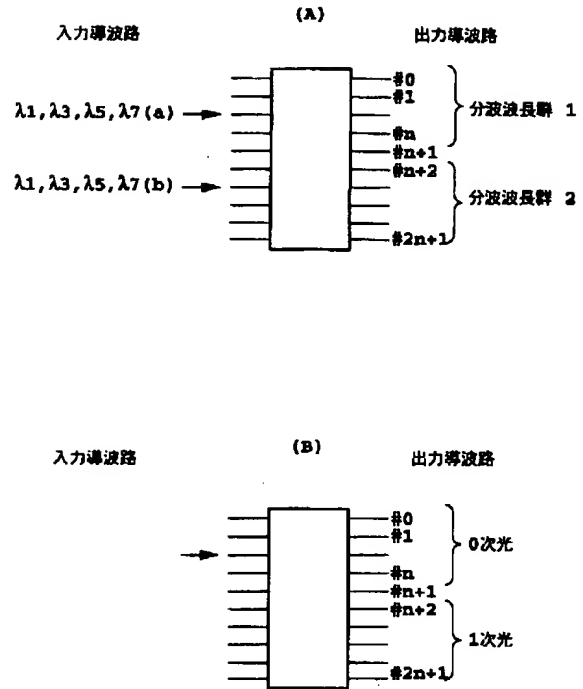 (A)
入力導波路
出力導波路
#0
#1
分波波長群 1
λ1,λ3,λ5,λ7(a)
#n
#n+1
#n+2
λ1,λ3,λ5,λ7(b)
分波波長群 2
#2n+1
(B)
入力導波路
出力導波路
#0
#1
0次光
#n
#n+1
#n+2
1次光
#2n+1